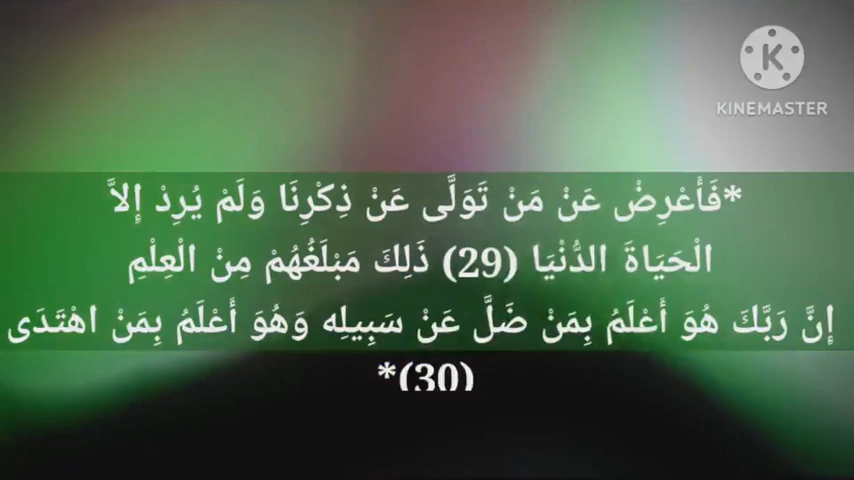 KINEMASTER
*فَأَعْرِضْ عَنْ مَنْ تَوَلَّى عَنْ ذِكْرِنَا وَلَمْ يُرِدْ إِلاَّ
الْحَيَاةَ الدُّنْيَا (29) ذَلِكَ مَبْلَغُهُمْ مِنْ الْعِلْمِ
إِنَّ رَبَّكَ هُوَ أَعْلَمُ بِمَنْ ضَلَّ عَنْ سَبِيلِه وَهُوَ أَعْلَمُ بِمَنْ اهْتَدَى
(30)*